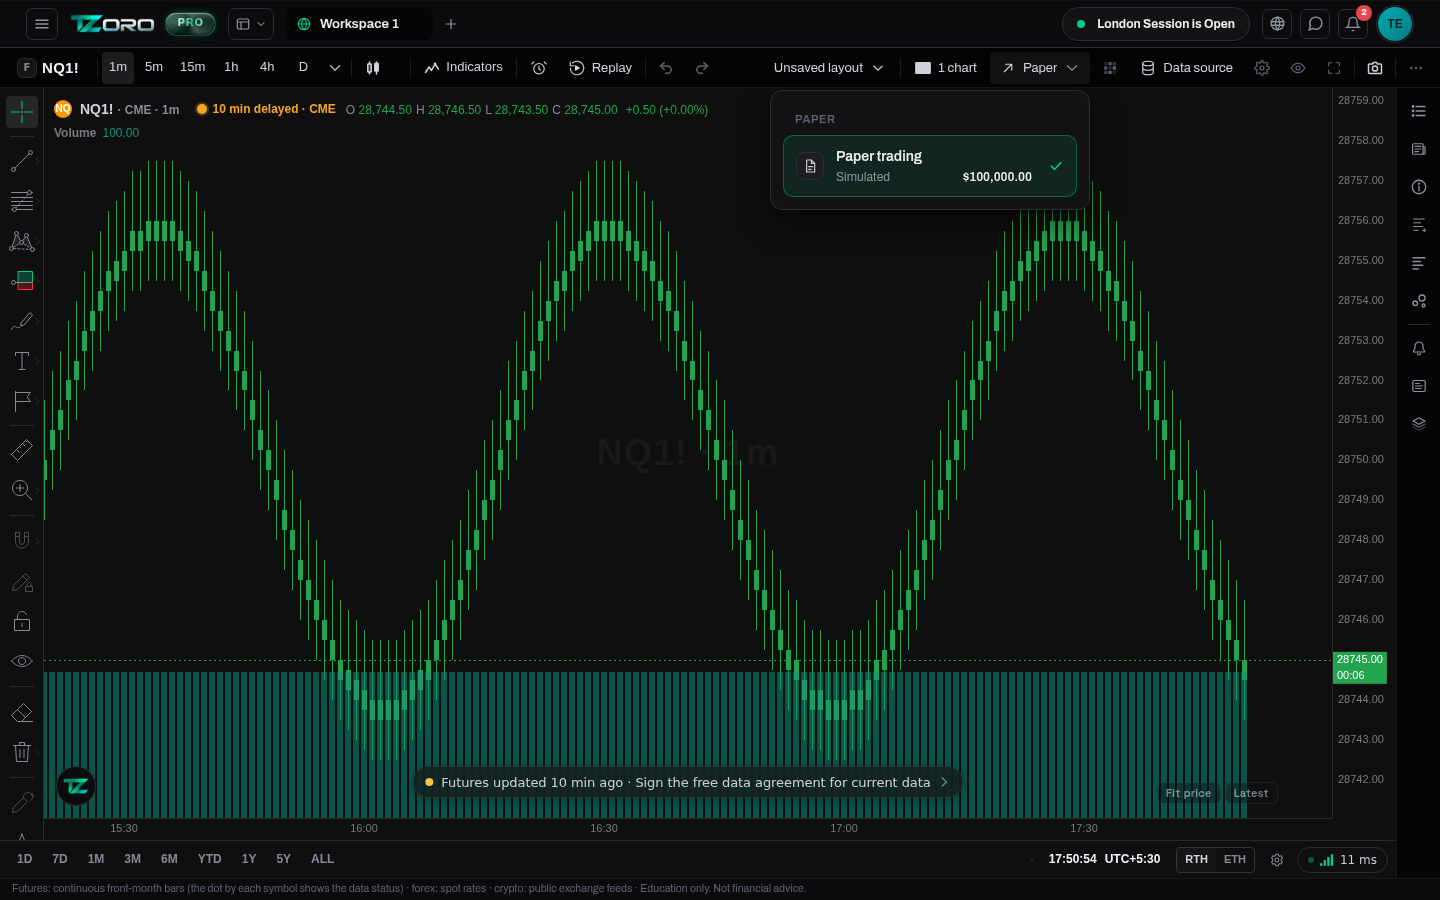 TZORO PRO
Workspace 1
London Session is Open
2
TE
F NQ1! 1m 5m 15m 1h 4h D Indicators Replay Unsaved layout 1 chart Paper Data source
NQ NQ1! · CME · 1m 10 min delayed · CME O 28,744.50 H 28,746.50 L 28,743.50 C 28,745.00 +0.50 (+0.00%)
Volume 100.00
PAPER
Paper trading
Simulated $100,000.00
NQ1! · 1m
28759.00
28758.00
28757.00
28756.00
28755.00
28754.00
28753.00
28752.00
28751.00
28750.00
28749.00
28748.00
28747.00
28746.00
28745.00
00:06
28744.00
28743.00
28742.00
TZ
Futures updated 10 min ago · Sign the free data agreement for current data
Fit price Latest
15:30 16:00 16:30 17:00 17:30
1D 7D 1M 3M 6M YTD 1Y 5Y ALL 17:50:54 UTC+5:30 RTH ETH 11 ms
Futures: continuous front-month bars (the dot by each symbol shows the data status) · forex: spot rates · crypto: public exchange feeds · Education only. Not financial advice.